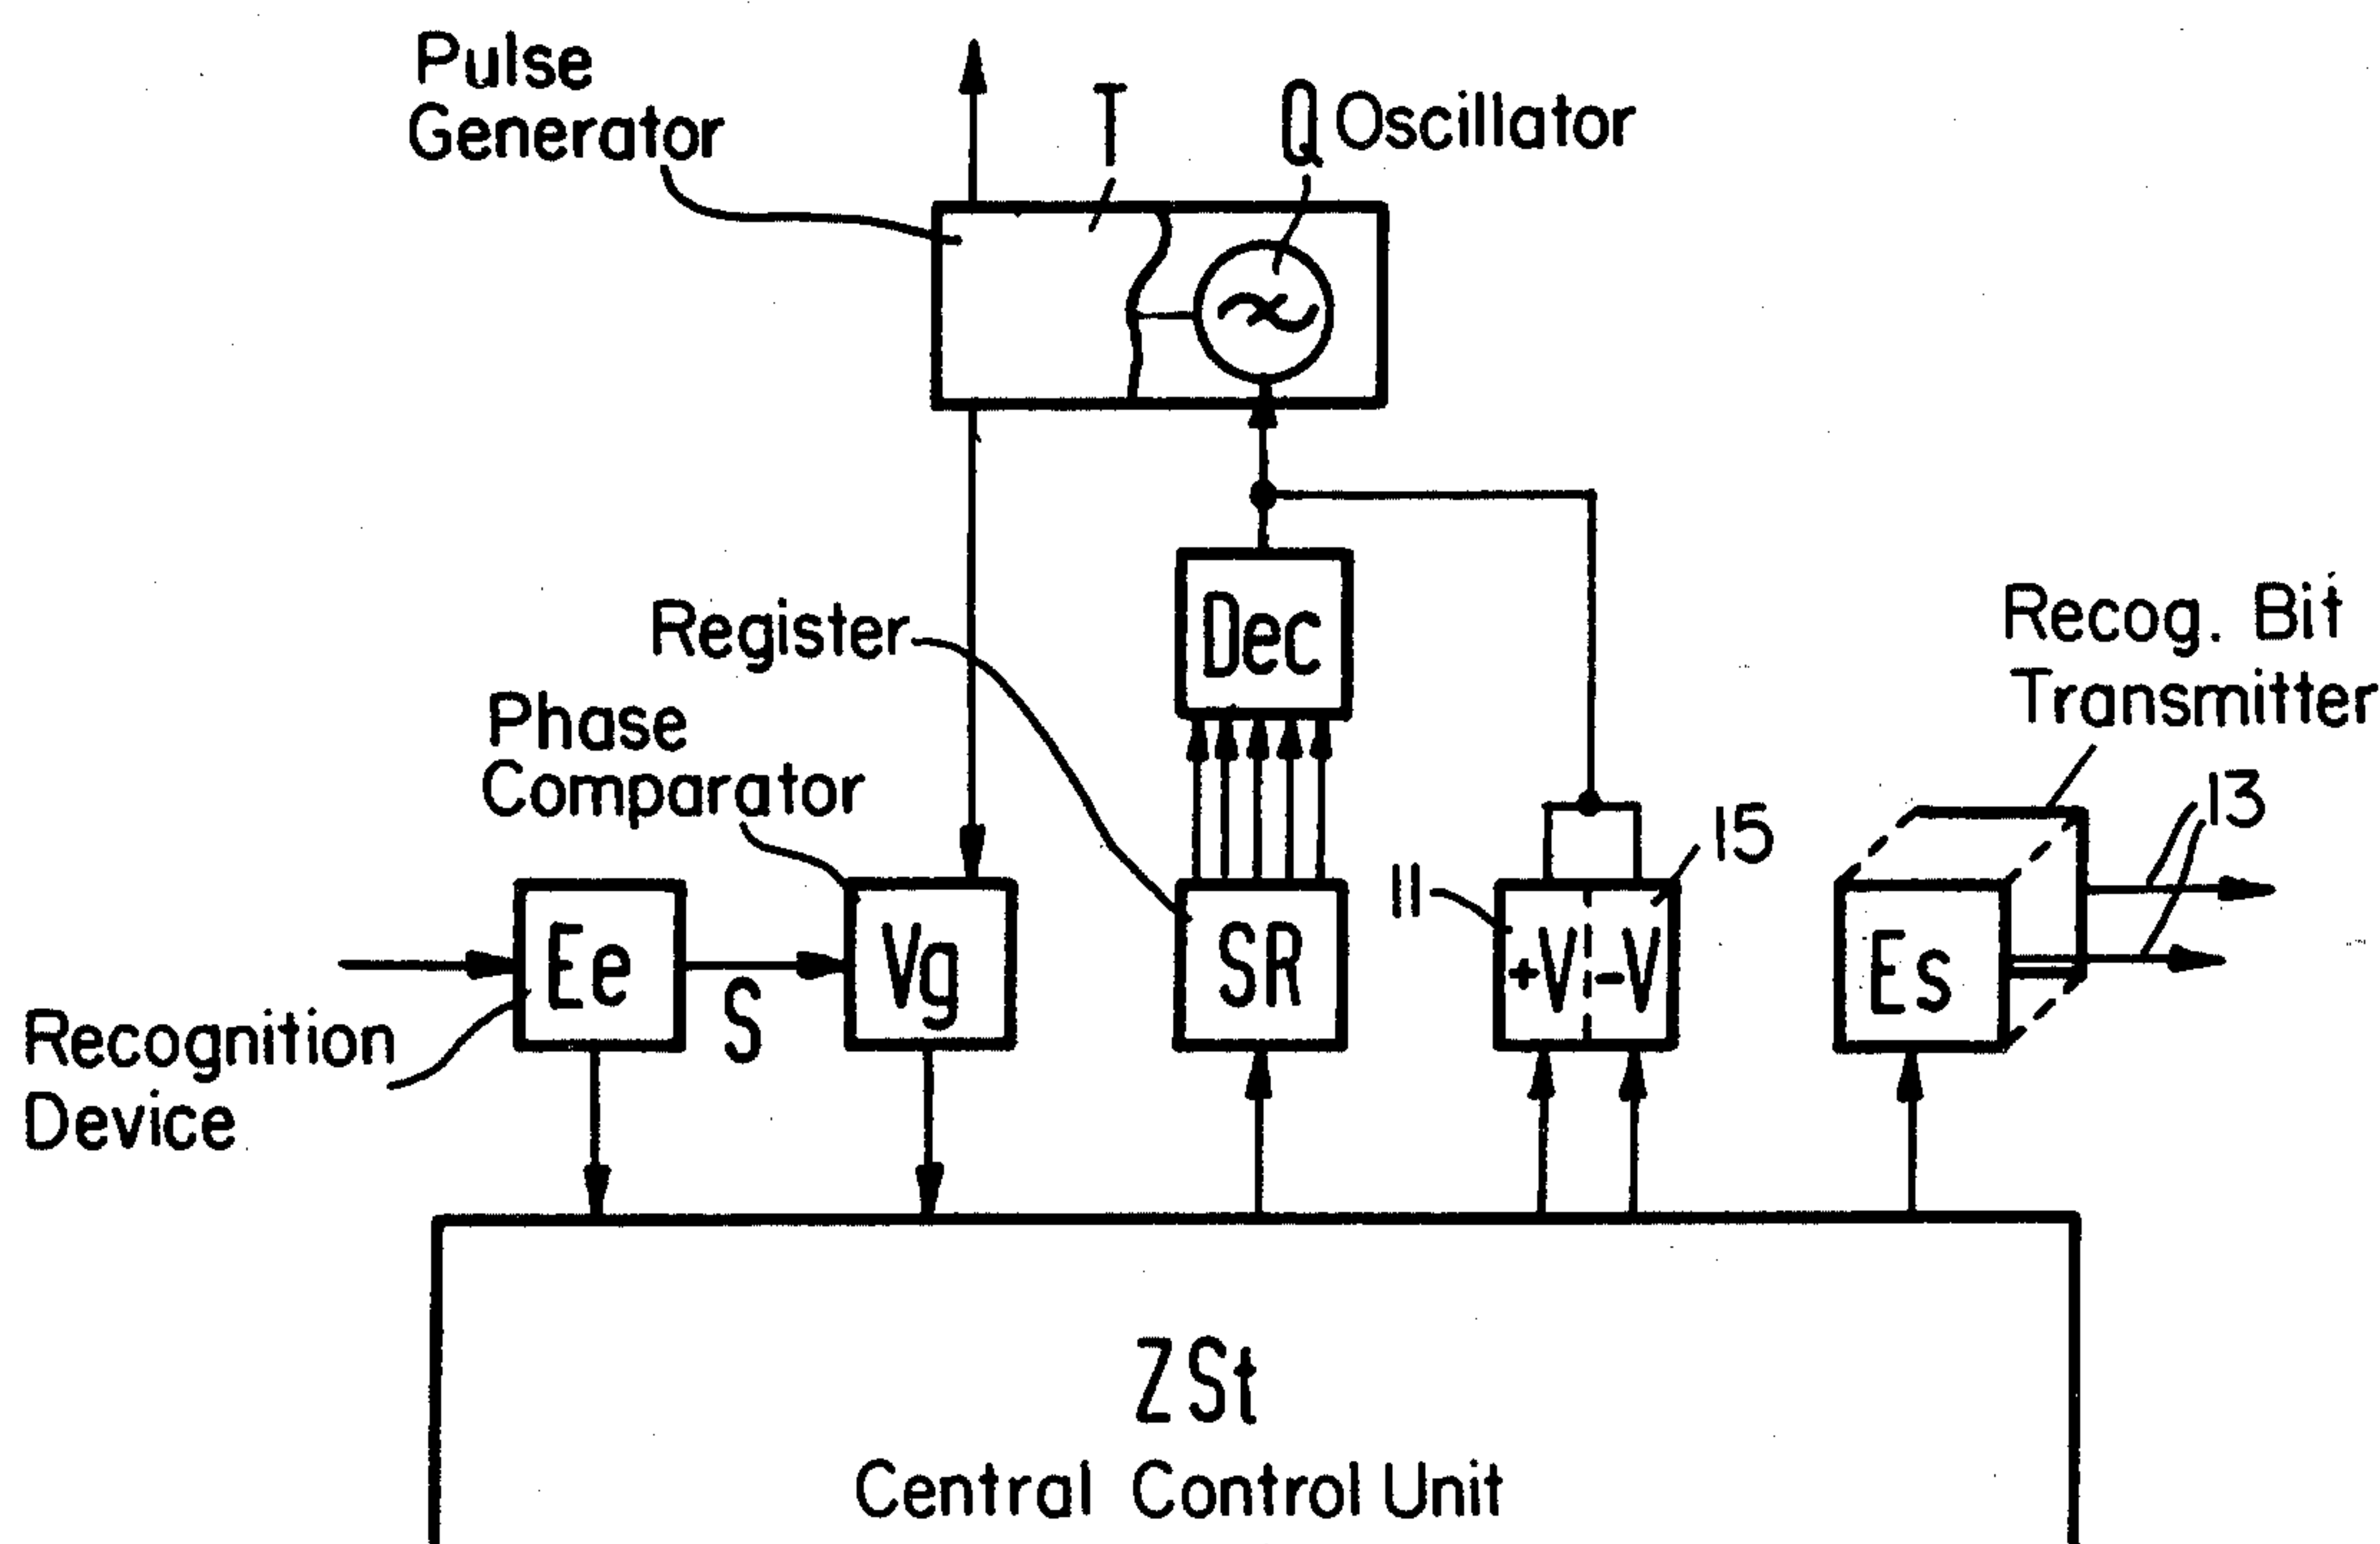 Pulse
Generator
T
Q Oscillator
Dec
Register
Recog. Bit
Transmitter
Phase
Comparator
13
15
11
Ee
S
Vg
SR
+V -V
Es
Recognition
Device
ZSt
Central Control Unit